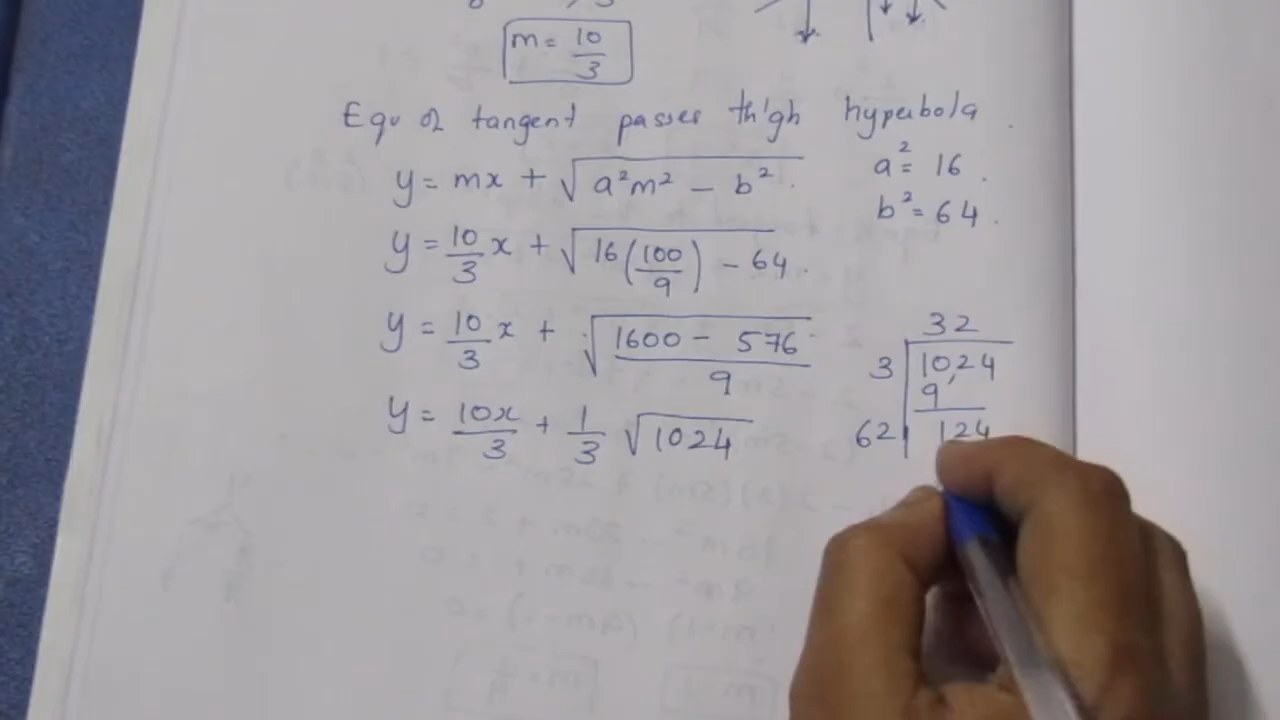 m = 10/3
Equ of tangent passes th'gh hyperbola .
y = mx + √(a²m² - b²) .
a² = 16 .
b² = 64 .
y = 10/3 x + √(16(100/9) - 64) .
y = 10/3 x + √((1600 - 576)/9)
y = 10x/3 + 1/3 √1024
32
3 | 10,24
9
62 | 124